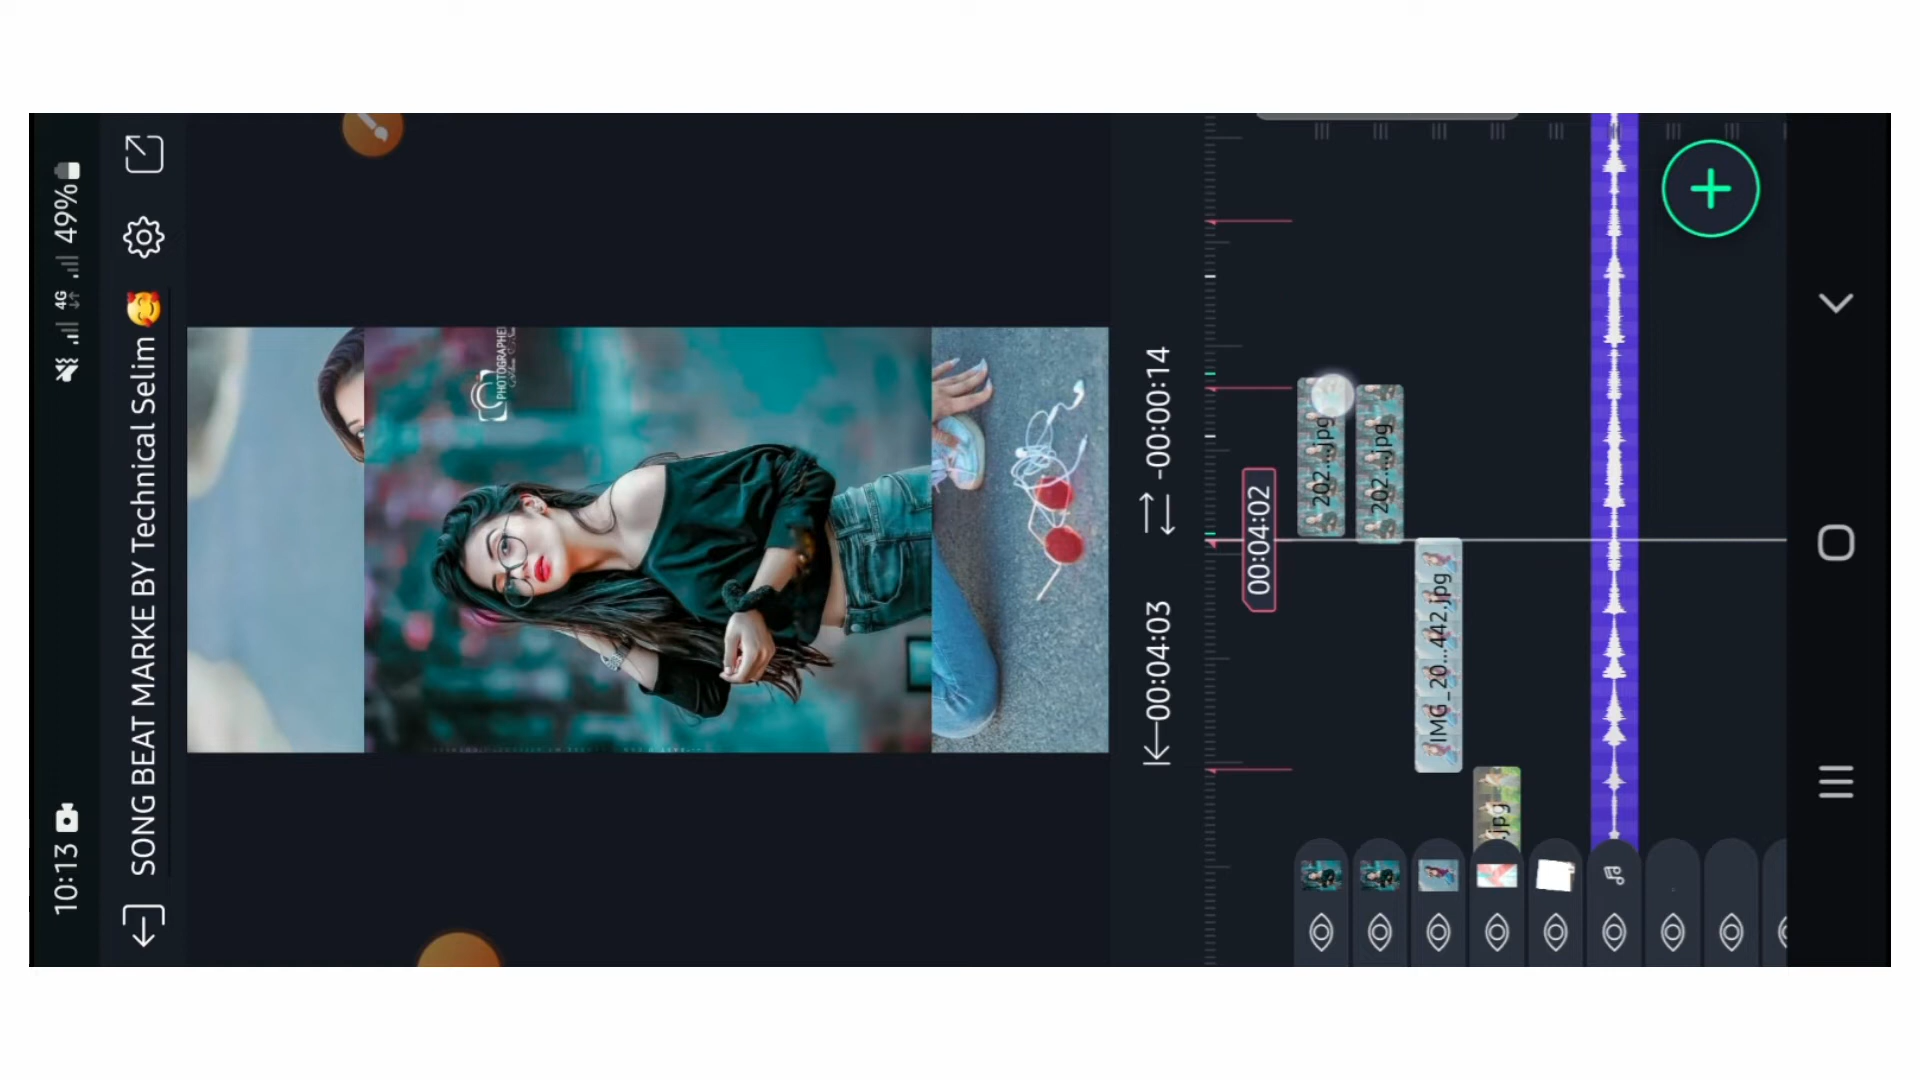 10:13
4G
49%
SONG BEAT MARKE BY Technical Selim 🥰
PHOTOGRAPHE
00:04:03
-00:00:14
00:04:02
202...jpg
202...jpg
IMG_20...442.jpg
.jpg